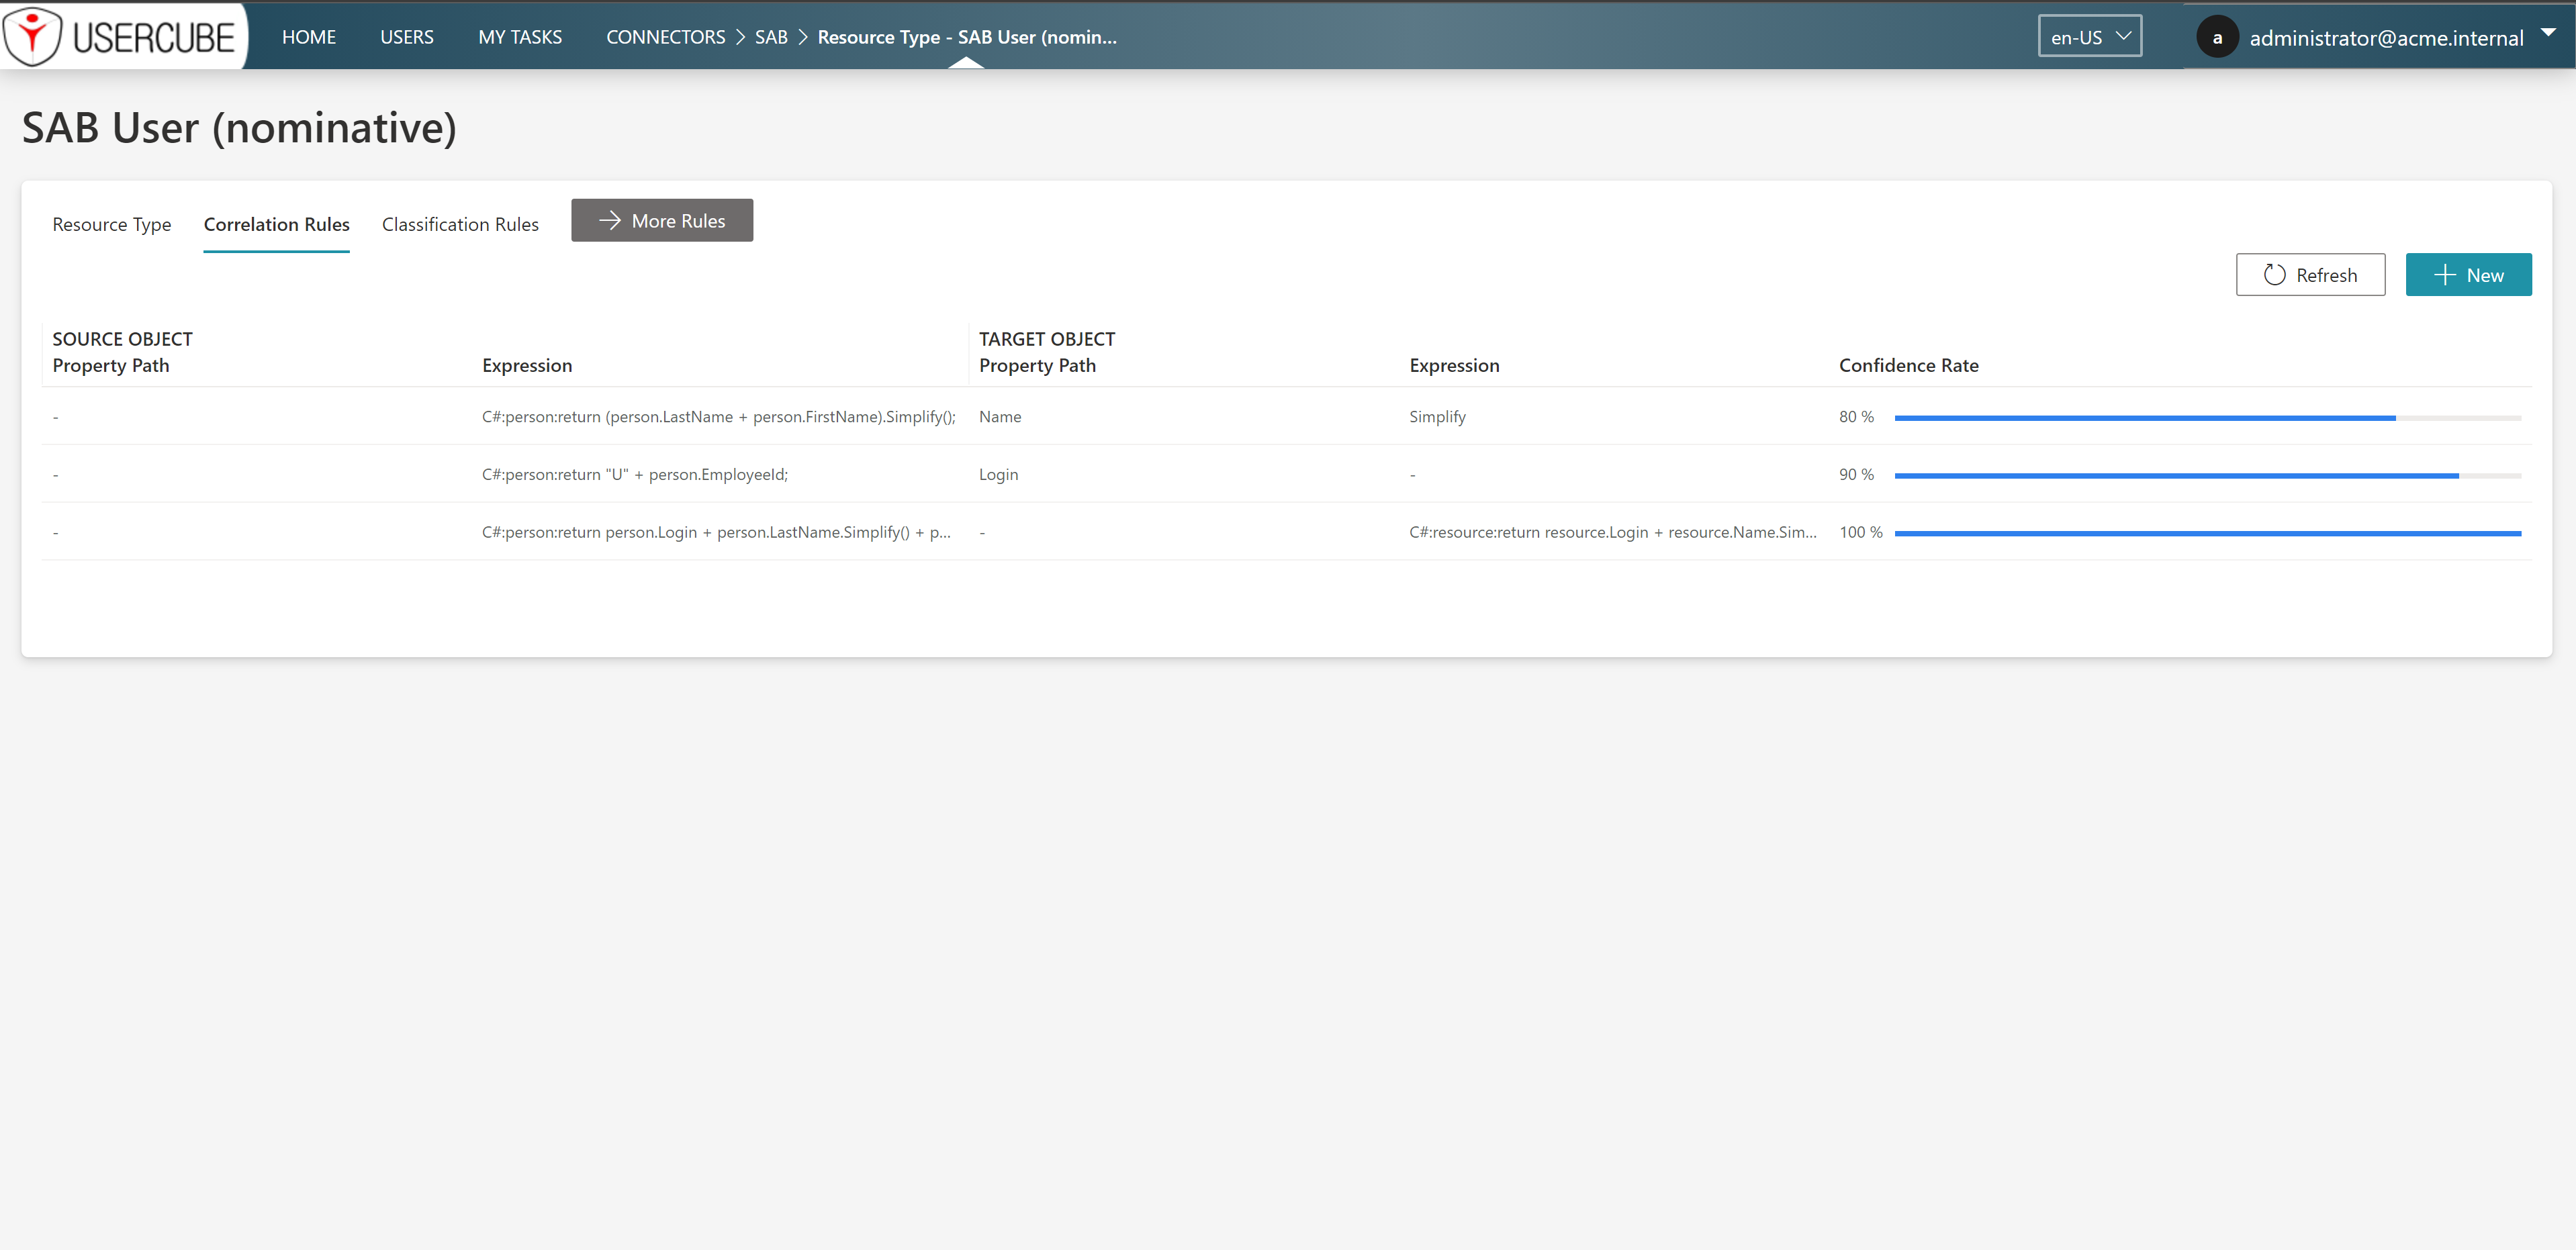 USERCUBE HOME USERS MY TASKS CONNECTORS SAB Resource Type - SAB User (nomin... en-US a administrator@acme.internal
SAB User (nominative)
Resource Type Correlation Rules Classification Rules More Rules
Refresh New
SOURCE OBJECT TARGET OBJECT
Property Path Expression Property Path Expression Confidence Rate
- C#:person:return (person.LastName + person.FirstName).Simplify(); Name Simplify 80 %
- C#:person:return "U" + person.EmployeeId; Login - 90 %
- C#:person:return person.Login + person.LastName.Simplify() + p... - C#:resource:return resource.Login + resource.Name.Sim... 100 %